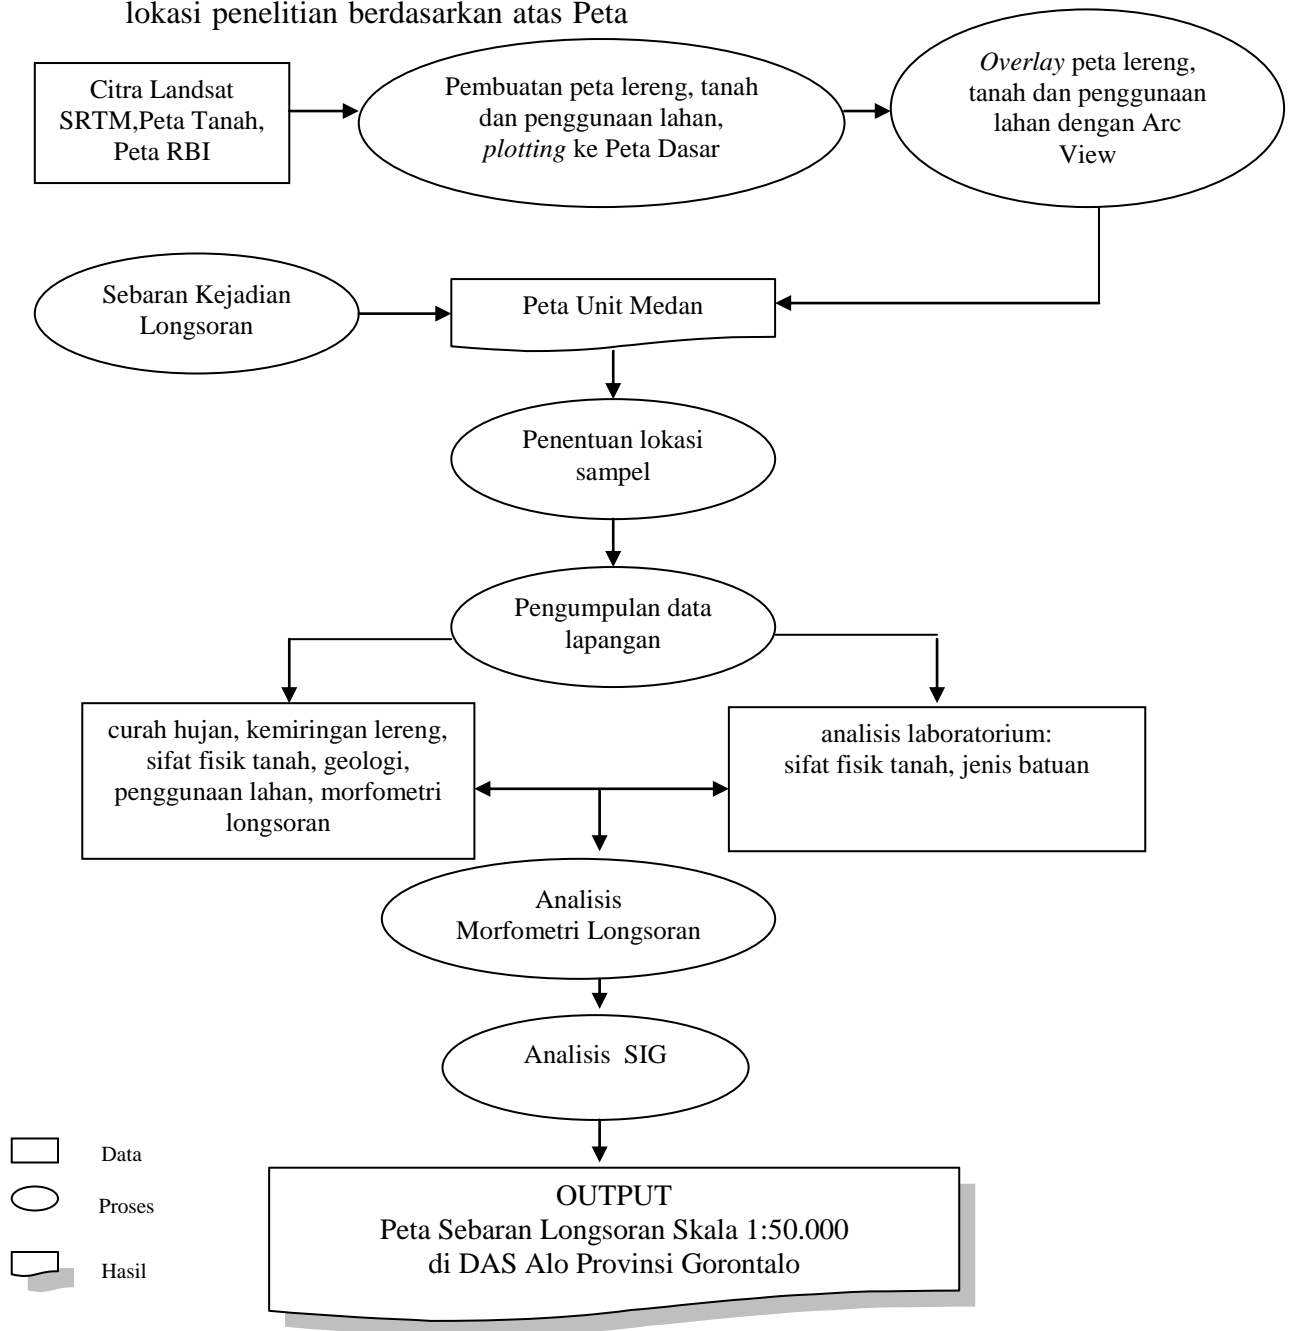 lokasi penelitian berdasarkan atas Peta
Citra Landsat
SRTM,Peta Tanah,
Peta RBI
Pembuatan peta lereng, tanah
dan penggunaan lahan,
plotting ke Peta Dasar
Overlay peta lereng,
tanah dan penggunaan
lahan dengan Arc
View
Sebaran Kejadian
Longsoran
Peta Unit Medan
Penentuan lokasi
sampel
Pengumpulan data
lapangan
curah hujan, kemiringan lereng,
sifat fisik tanah, geologi,
penggunaan lahan, morfometri
longsoran
analisis laboratorium:
sifat fisik tanah, jenis batuan
Analisis
Morfometri Longsoran
Analisis  SIG
Data
Proses
Hasil
OUTPUT
Peta Sebaran Longsoran Skala 1:50.000
di DAS Alo Provinsi Gorontalo